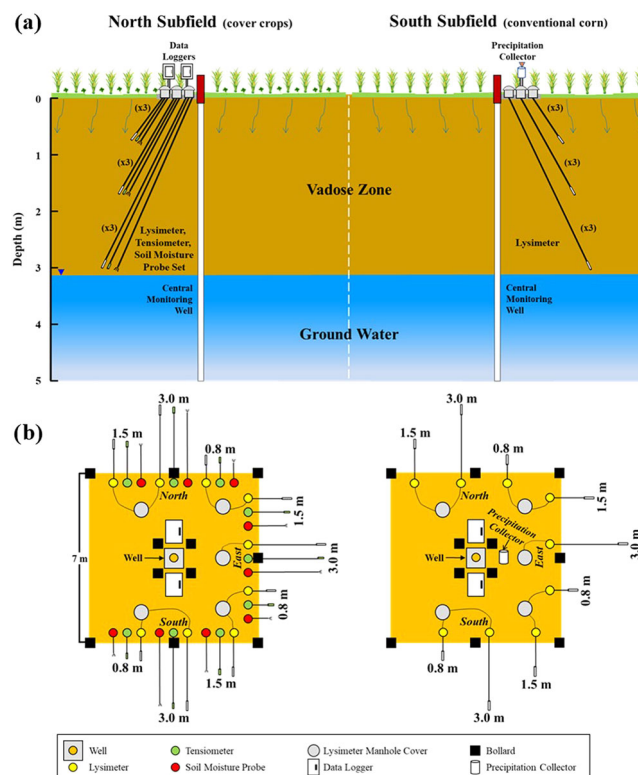 (a)
North Subfield (cover crops)
South Subfield (conventional corn)
Data
Loggers
Precipitation
Collector
0
1
2
3
4
5
Depth (m)
(x3)
(x3)
(x3)
Lysimeter,
Tensiometer,
Soil Moisture
Probe Set
Vadose Zone
(x3)
(x3)
(x3)
Lysimeter
Central
Monitoring
Well
Ground Water
Central
Monitoring
Well
(b)
3.0 m
1.5 m
0.8 m
North
1.5 m
7 m
Well
East
3.0 m
0.8 m
South
0.8 m
1.5 m
3.0 m
3.0 m
1.5 m
0.8 m
North
1.5 m
Precipitation
Collector
Well
East
3.0 m
0.8 m
South
0.8 m
1.5 m
3.0 m
Well
Tensiometer
Lysimeter Manhole Cover
Bollard
Lysimeter
Soil Moisture Probe
Data Logger
Precipitation Collector